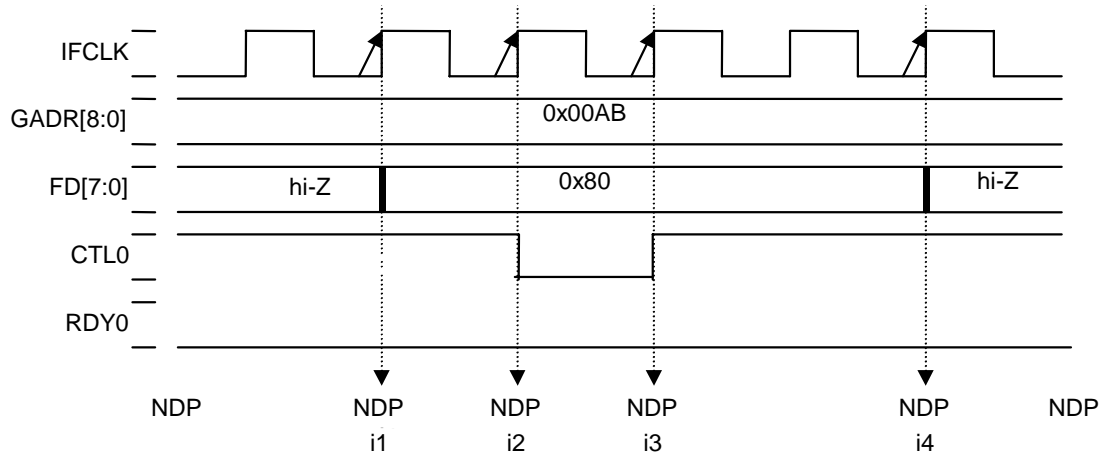 IFCLK
GADR[8:0]
0x00AB
FD[7:0]
hi-Z
0x80
hi-Z
CTL0
RDY0
NDP NDP NDP NDP NDP NDP
i1 i2 i3 i4